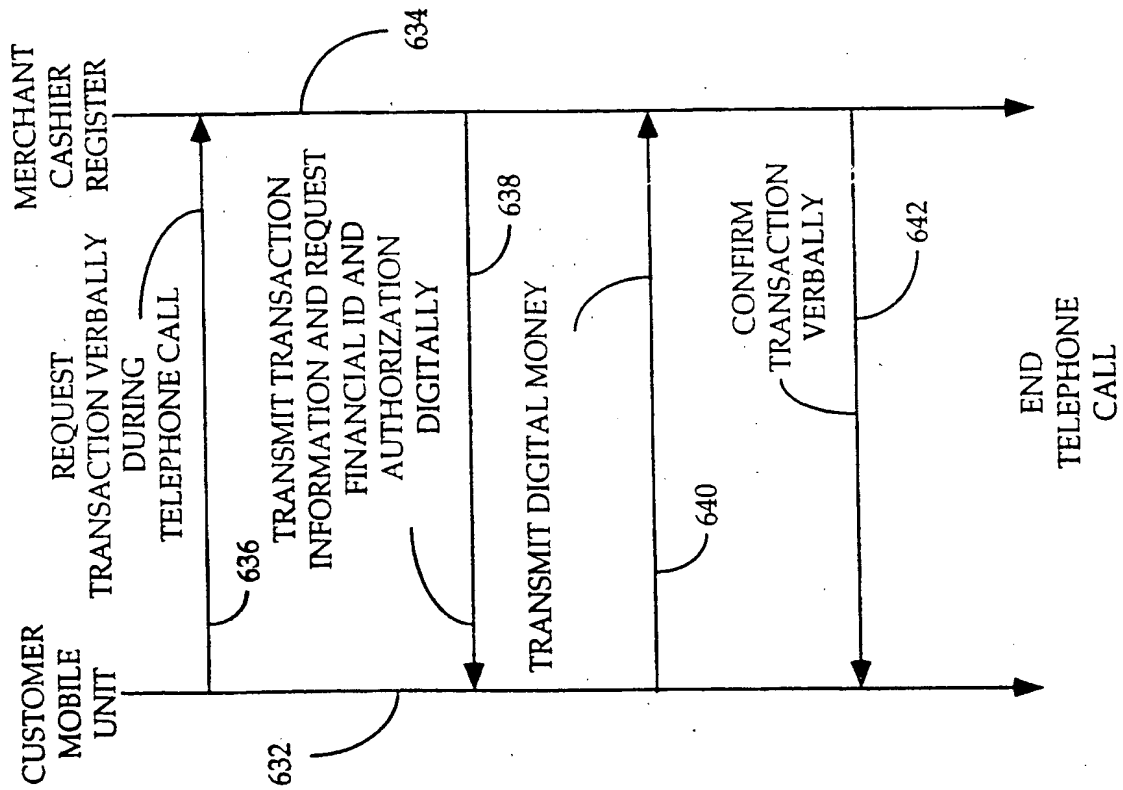 CUSTOMER
MOBILE
UNIT
REQUEST
TRANSACTION VERBALLY
DURING
TELEPHONE CALL
MERCHANT
CASHIER
REGISTER
632
634
636
TRANSMIT TRANSACTION
INFORMATION AND REQUEST
FINANCIAL ID AND
AUTHORIZATION
DIGITALLY
638
TRANSMIT DIGITAL MONEY
640
CONFIRM
TRANSACTION
VERBALLY
642
END
TELEPHONE
CALL